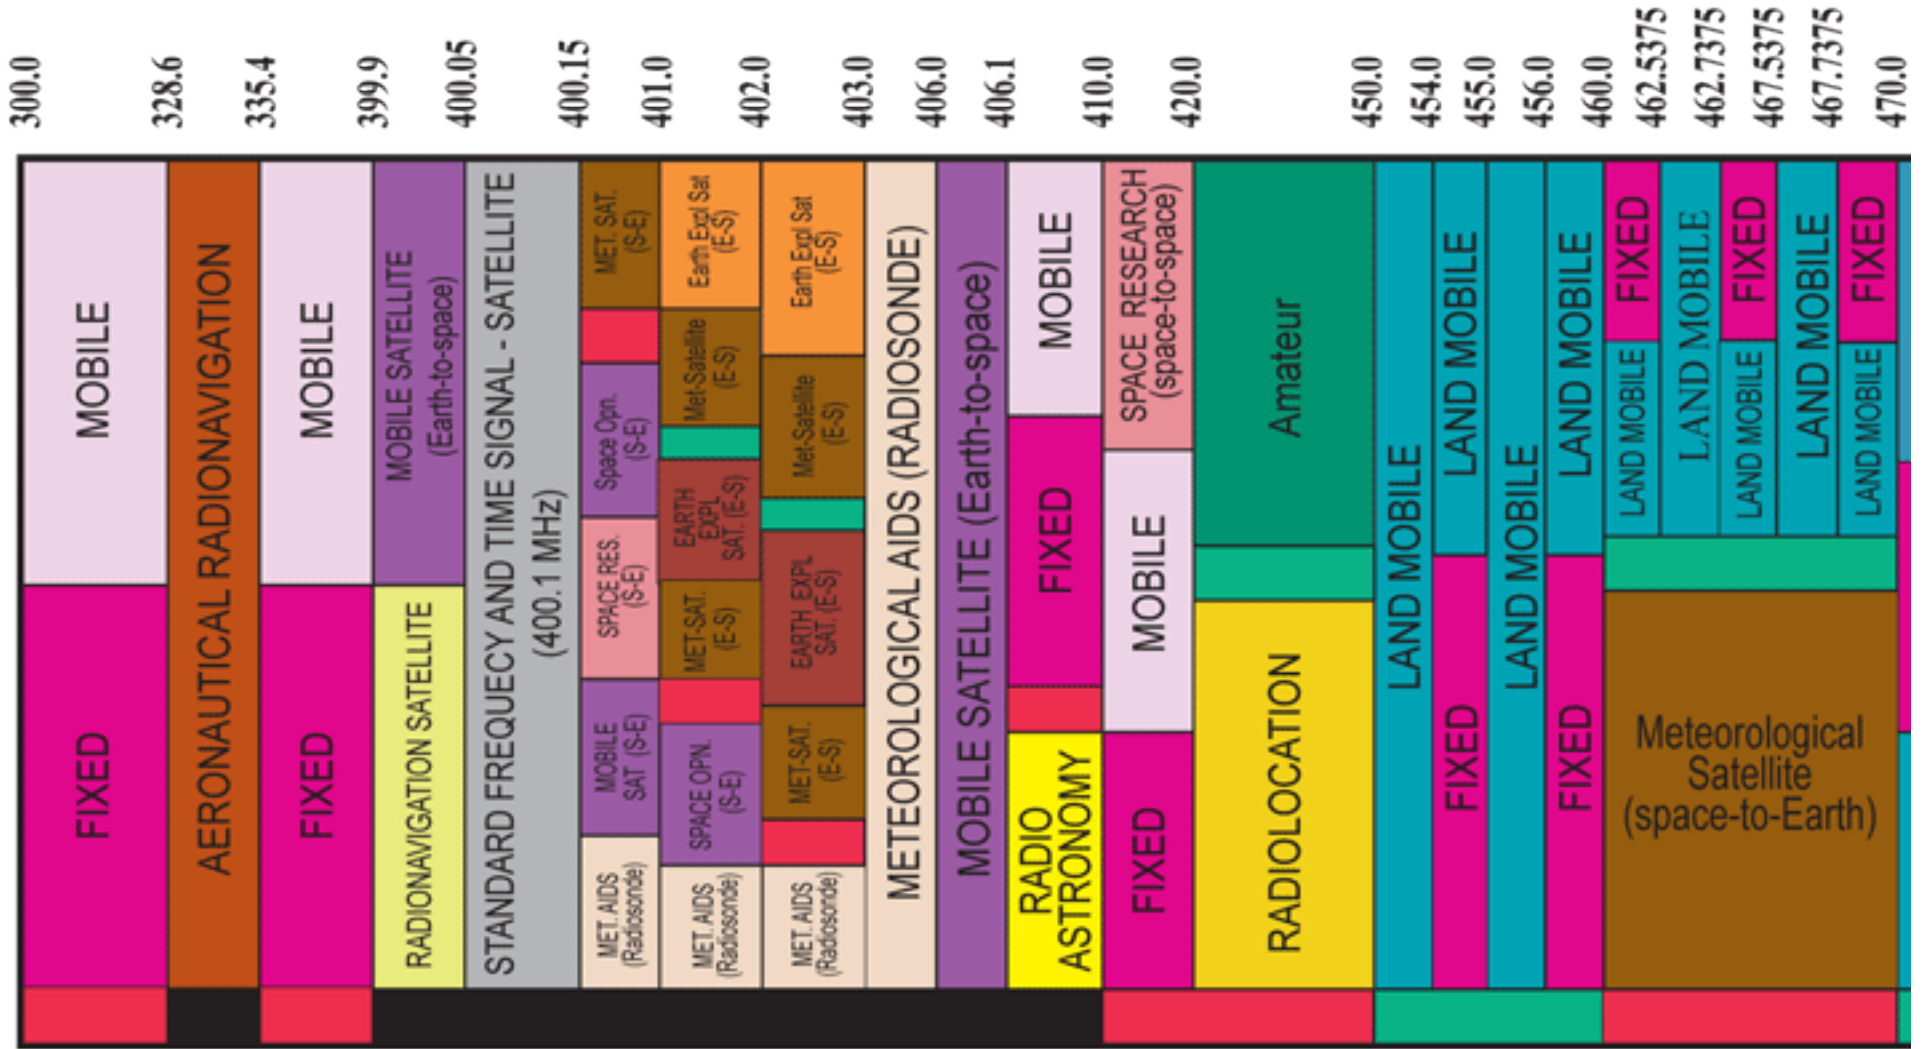 300.0
328.6
335.4
399.9
400.05
400.15
401.0
402.0
403.0
406.0
406.1
410.0
420.0
450.0
454.0
455.0
456.0
460.0
462.5375
462.7375
467.5375
467.7375
470.0
MOBILE
FIXED
AERONAUTICAL RADIONAVIGATION
MOBILE
FIXED
MOBILE SATELLITE
(Earth-to-space)
RADIONAVIGATION SATELLITE
STANDARD FREQUECY AND TIME SIGNAL - SATELLITE
(400.1 MHz)
MET. SAT.
(S-E)
Space Opn.
(S-E)
SPACE RES.
(S-E)
MOBILE
SAT (S-E)
MET. AIDS
(Radiosonde)
Earth Expl Sat
(E-S)
Met-Satellite
(E-S)
EARTH
EXPL
SAT. (E-S)
MET-SAT.
(E-S)
SPACE OPN.
(S-E)
MET. AIDS
(Radiosonde)
Earth Expl Sat
(E-S)
Met-Satellite
(E-S)
EARTH EXPL
SAT. (E-S)
MET-SAT.
(E-S)
MET. AIDS
(Radiosonde)
METEOROLOGICAL AIDS (RADIOSONDE)
MOBILE SATELLITE (Earth-to-space)
MOBILE
FIXED
RADIO
ASTRONOMY
SPACE RESEARCH
(space-to-space)
MOBILE
FIXED
Amateur
RADIOLOCATION
LAND MOBILE
LAND MOBILE
FIXED
LAND MOBILE
LAND MOBILE
FIXED
FIXED
LAND MOBILE
LAND MOBILE
FIXED
LAND MOBILE
LAND MOBILE
FIXED
LAND MOBILE
Meteorological
Satellite
(space-to-Earth)